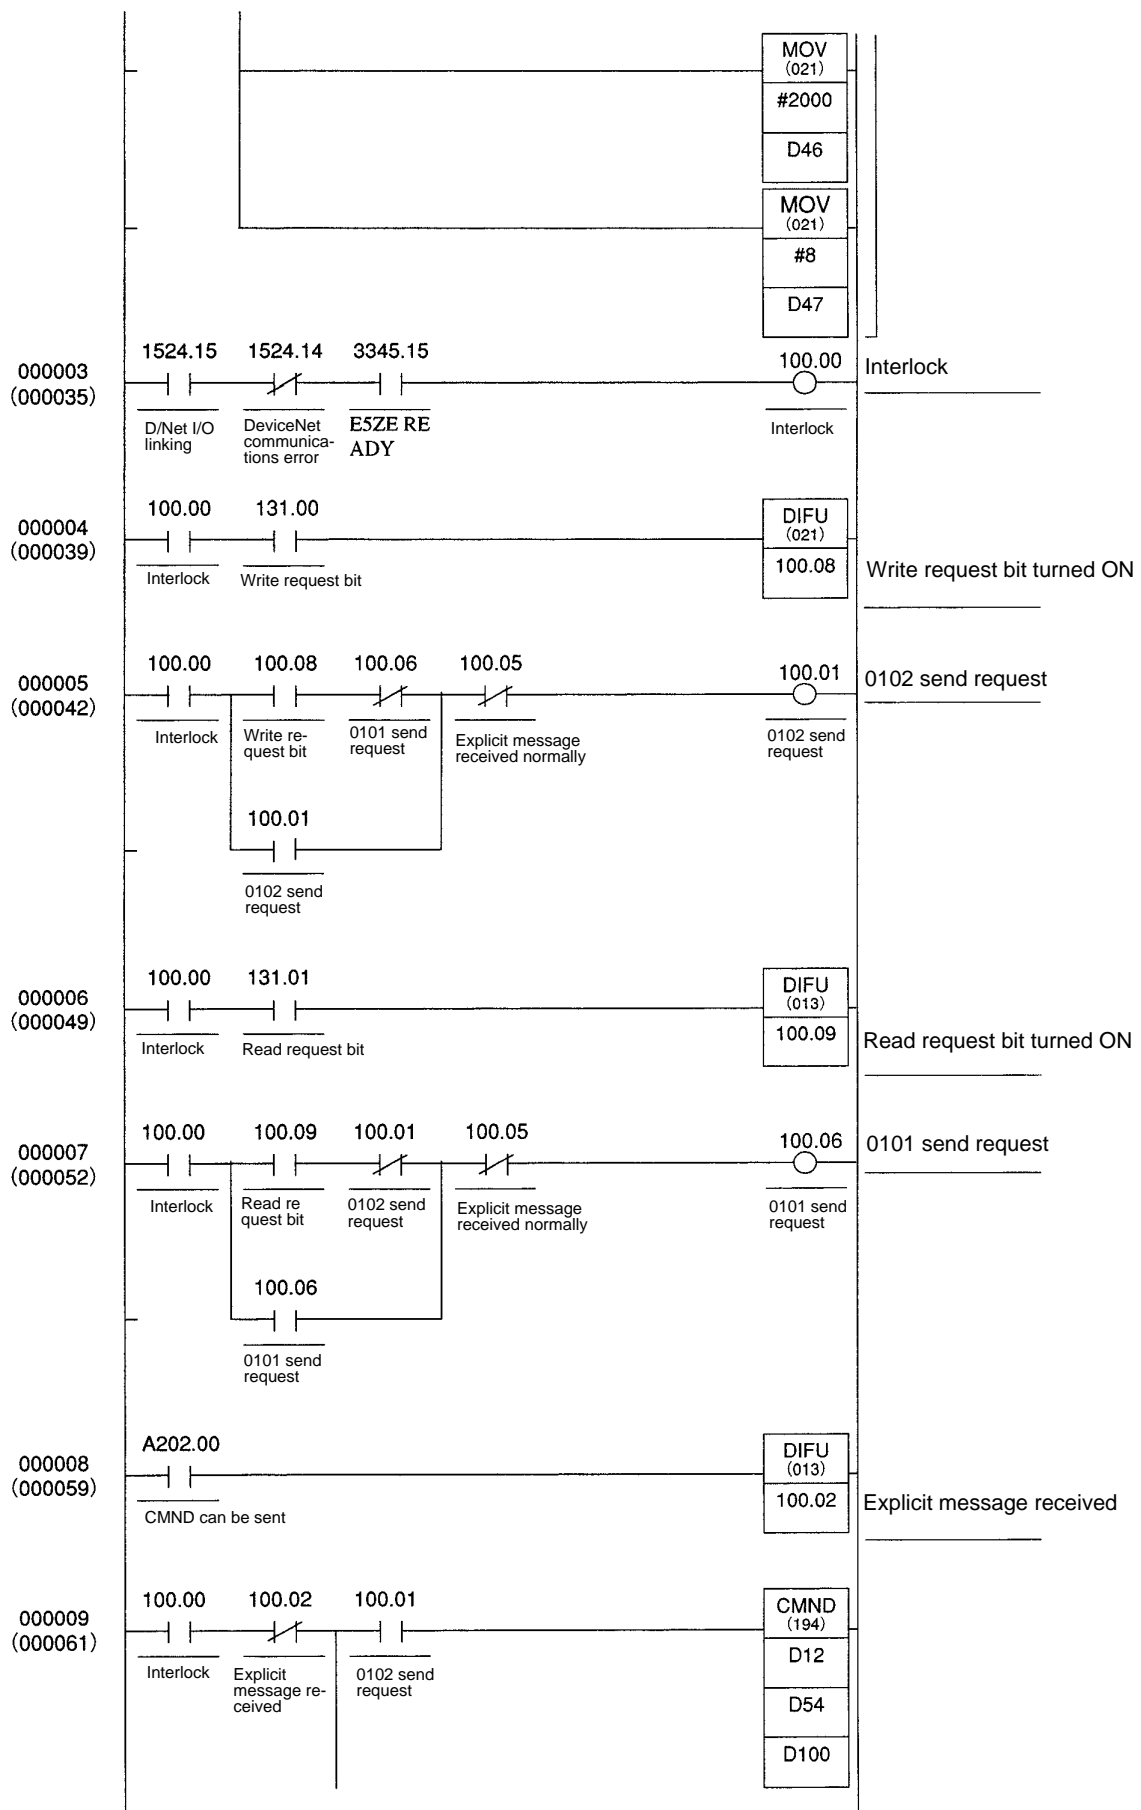 MOV
(021)
#2000
D46
MOV
(021)
#8
D47
000003
(000035)
1524.15 1524.14 3345.15 100.00
Interlock
D/Net I/O
linking
DeviceNet
communica-
tions error
E5ZE RE
ADY
Interlock
000004
(000039)
100.00 131.00
DIFU
(021)
100.08
Interlock
Write request bit
Write request bit turned ON
000005
(000042)
100.00 100.08 100.06 100.05 100.01
0102 send request
Interlock
Write re-
quest bit
0101 send
request
Explicit message
received normally
0102 send
request
100.01
0102 send
request
000006
(000049)
100.00 131.01
DIFU
(013)
100.09
Interlock
Read request bit
Read request bit turned ON
000007
(000052)
100.00 100.09 100.01 100.05 100.06
0101 send request
Interlock
Read re
quest bit
0102 send
request
Explicit message
received normally
0101 send
request
100.06
0101 send
request
000008
(000059)
A202.00
DIFU
(013)
100.02
CMND can be sent
Explicit message received
000009
(000061)
100.00 100.02 100.01
CMND
(194)
D12
D54
D100
Interlock
Explicit
message re-
ceived
0102 send
request